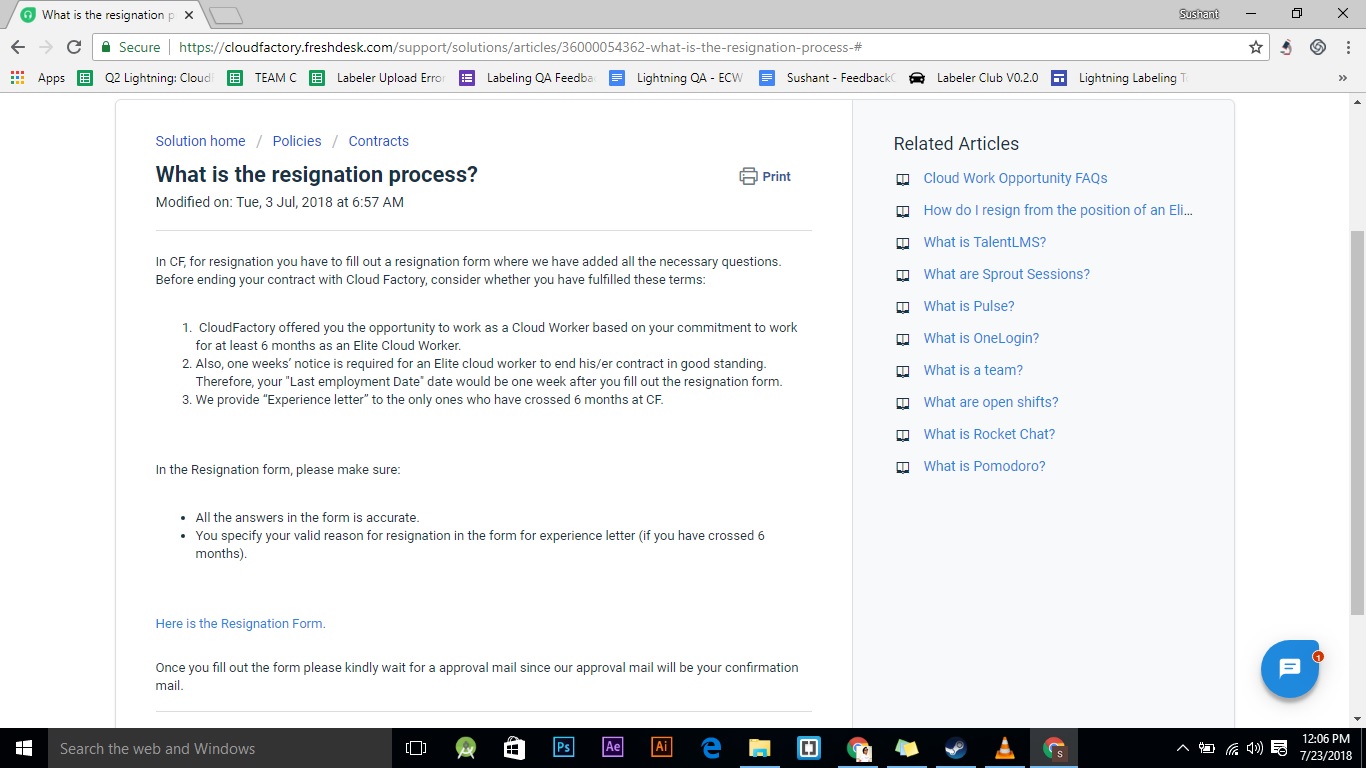 What is the resignation p
Sushant
Secure
https://cloudfactory.freshdesk.com/support/solutions/articles/36000054362-what-is-the-resignation-process-#
Apps
Q2 Lightning: Cloud
TEAM C
Labeler Upload Erro
Labeling QA Feedba
Lightning QA - ECW
Sushant - Feedback
Labeler Club V0.2.0
Lightning Labeling T
»
Solution home / Policies / Contracts
What is the resignation process?
Print
Modified on: Tue, 3 Jul, 2018 at 6:57 AM
In CF, for resignation you have to fill out a resignation form where we have added all the necessary questions.
Before ending your contract with Cloud Factory, consider whether you have fulfilled these terms:
1. CloudFactory offered you the opportunity to work as a Cloud Worker based on your commitment to work
for at least 6 months as an Elite Cloud Worker.
2. Also, one weeks’ notice is required for an Elite cloud worker to end his/er contract in good standing.
Therefore, your "Last employment Date" date would be one week after you fill out the resignation form.
3. We provide “Experience letter” to the only ones who have crossed 6 months at CF.
In the Resignation form, please make sure:
• All the answers in the form is accurate.
• You specify your valid reason for resignation in the form for experience letter (if you have crossed 6
months).
Here is the Resignation Form.
Once you fill out the form please kindly wait for a approval mail since our approval mail will be your confirmation
mail.
Related Articles
Cloud Work Opportunity FAQs
How do I resign from the position of an Eli...
What is TalentLMS?
What are Sprout Sessions?
What is Pulse?
What is OneLogin?
What is a team?
What are open shifts?
What is Rocket Chat?
What is Pomodoro?
1
Search the web and Windows
Ps
Ae
Ai
S
12:06 PM
7/23/2018